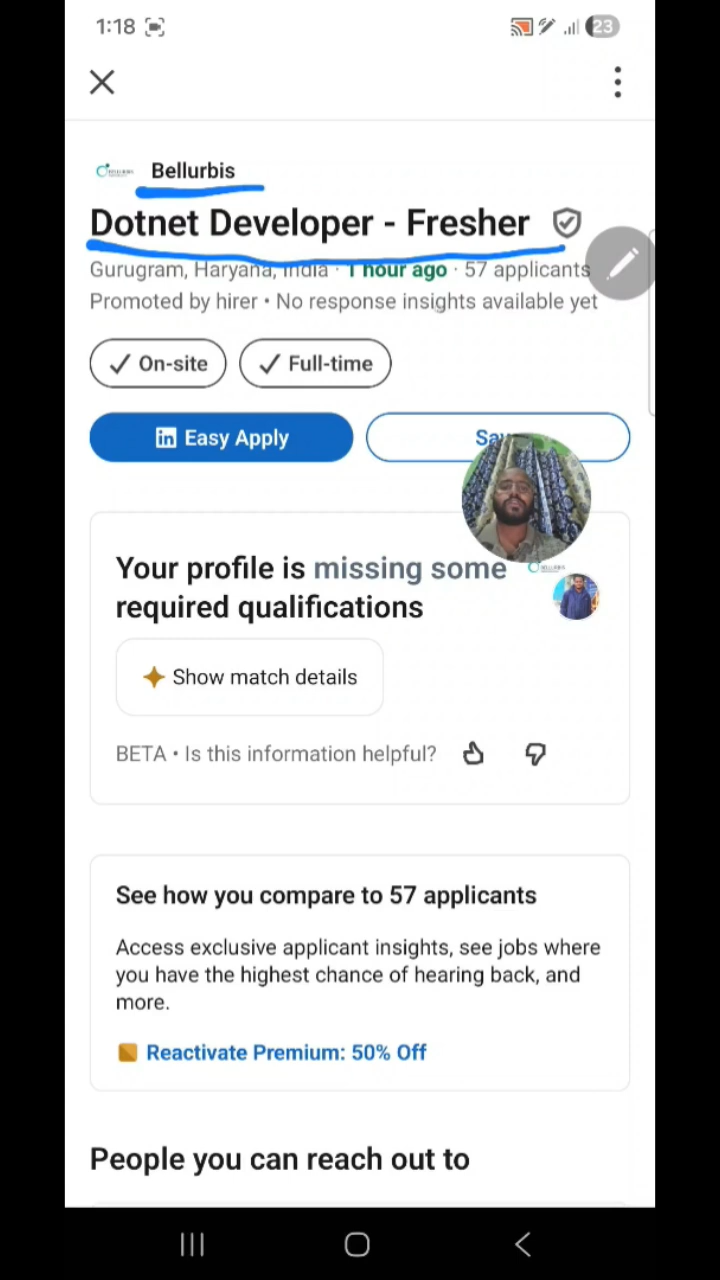 1:18
23
Bellurbis
Dotnet Developer - Fresher
Gurugram, Haryana, India · 1 hour ago · 57 applicants
Promoted by hirer • No response insights available yet
On-site
Full-time
in Easy Apply
Your profile is missing some
required qualifications
Show match details
BETA • Is this information helpful?
See how you compare to 57 applicants
Access exclusive applicant insights, see jobs where
you have the highest chance of hearing back, and
more.
Reactivate Premium: 50% Off
People you can reach out to